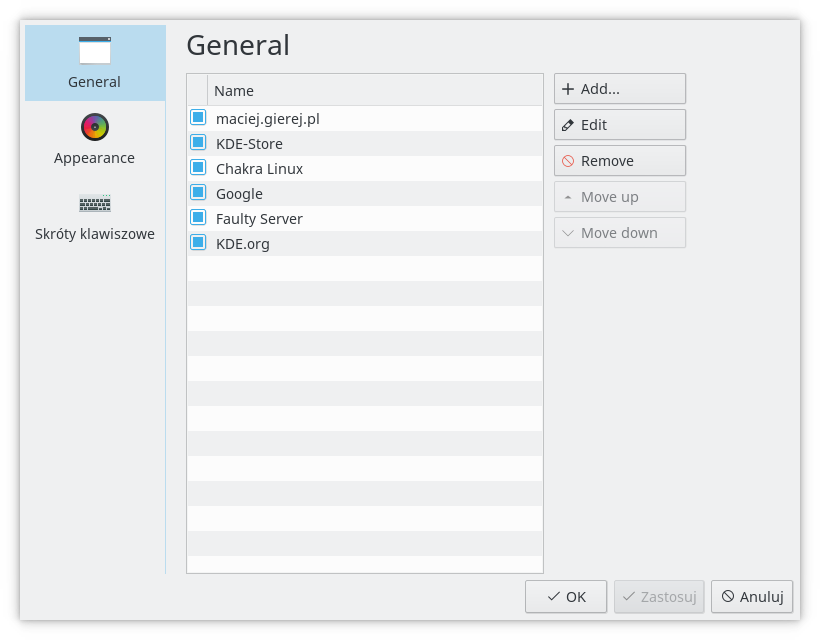 General
Appearance
Skróty klawiszowe
General
Name
maciej.gierej.pl
KDE-Store
Chakra Linux
Google
Faulty Server
KDE.org
Add...
Edit
Remove
Move up
Move down
OK
Zastosuj
Anuluj